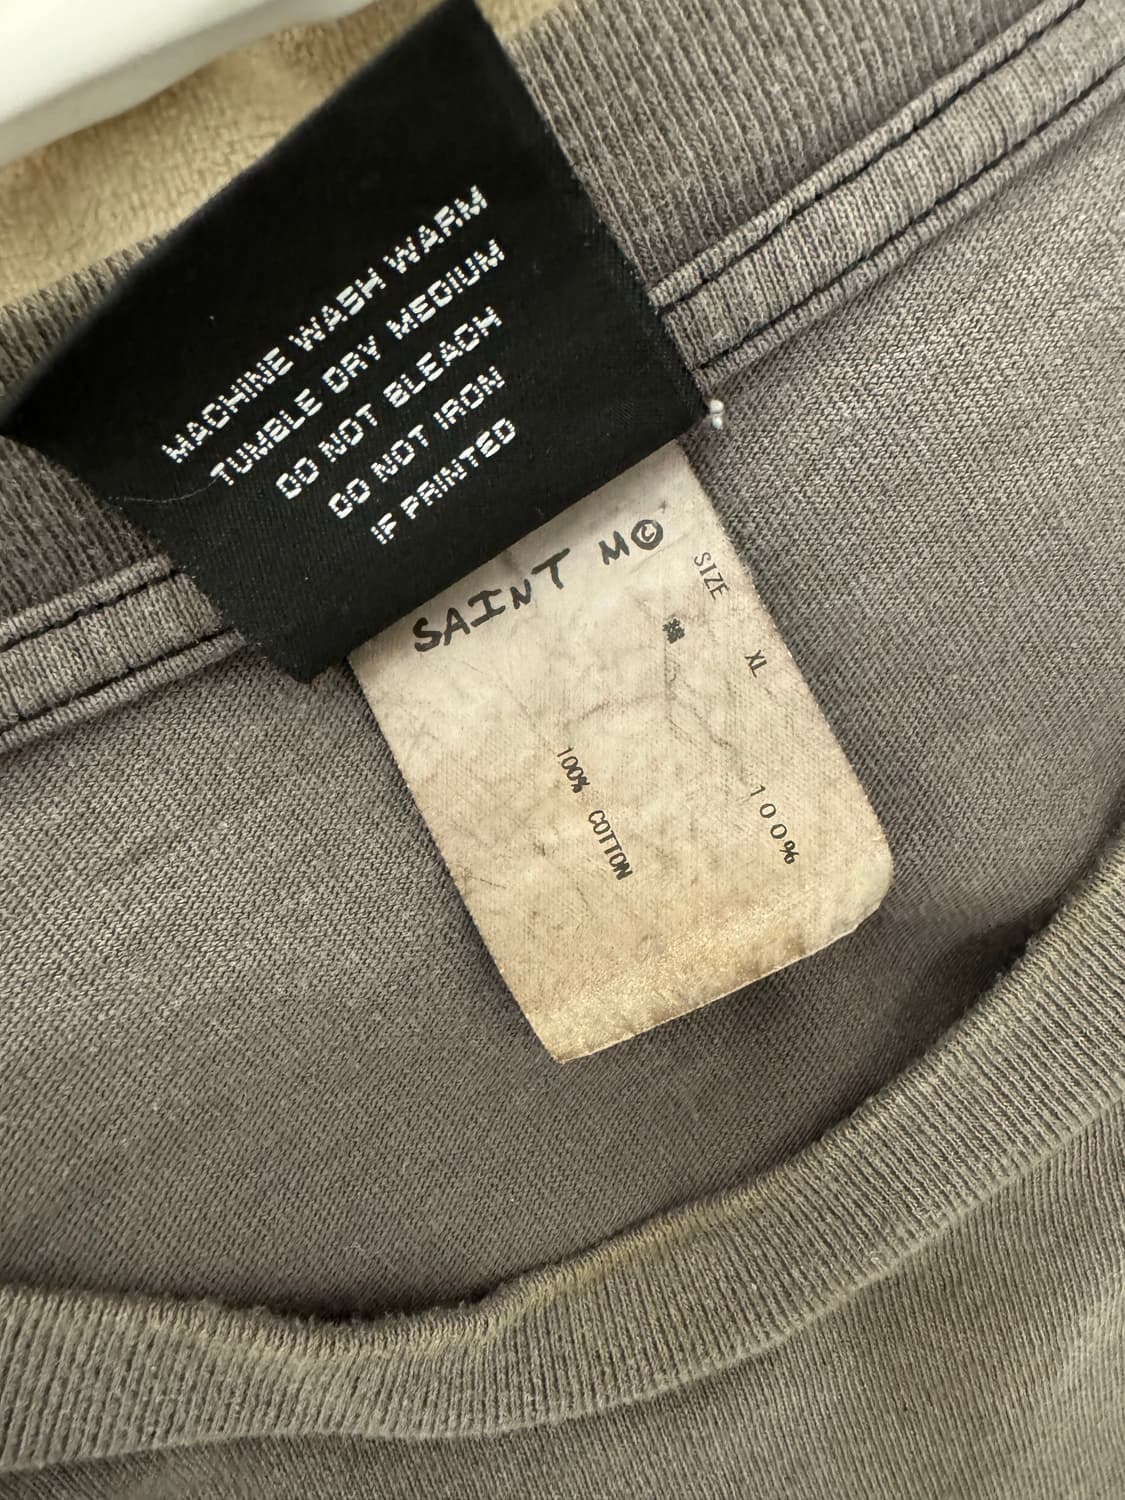 MACHINE WASH WARM
TUMBLE DRY MEDIUM
DO NOT BLEACH
DO NOT IRON
IF PRINTED
SAINT M©
SIZE XL
100%
100% COTTON